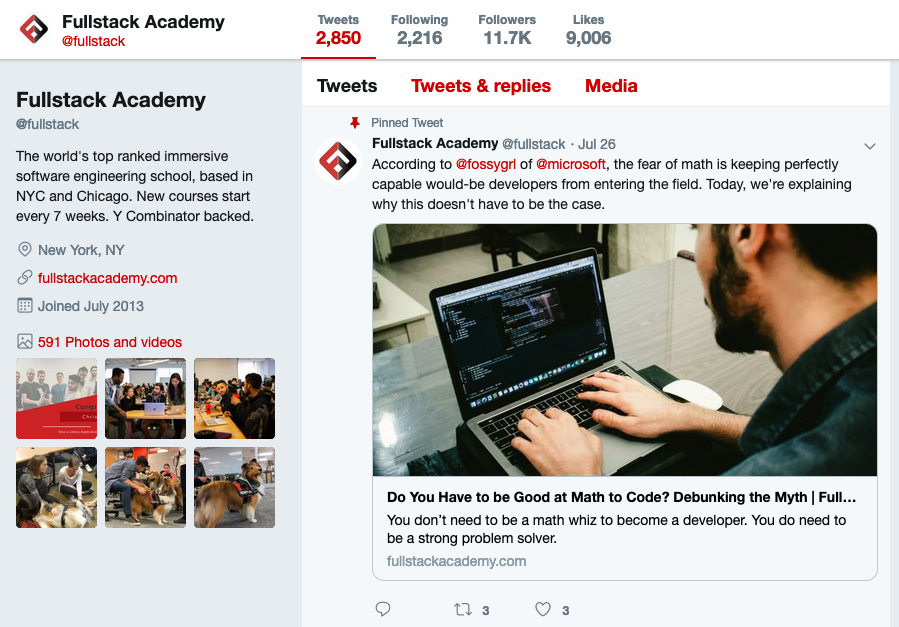 Fullstack Academy
@fullstack
Tweets
2,850
Following
2,216
Followers
11.7K
Likes
9,006
Fullstack Academy
@fullstack
The world's top ranked immersive
software engineering school, based in
NYC and Chicago. New courses start
every 7 weeks. Y Combinator backed.
New York, NY
fullstackacademy.com
Joined July 2013
591 Photos and videos
Tweets
Tweets & replies
Media
Pinned Tweet
Fullstack Academy @fullstack · Jul 26
According to @fossygrl of @microsoft, the fear of math is keeping perfectly
capable would-be developers from entering the field. Today, we're explaining
why this doesn't have to be the case.
Do You Have to be Good at Math to Code? Debunking the Myth | Full...
You don’t need to be a math whiz to become a developer. You do need to
be a strong problem solver.
fullstackacademy.com
3
3